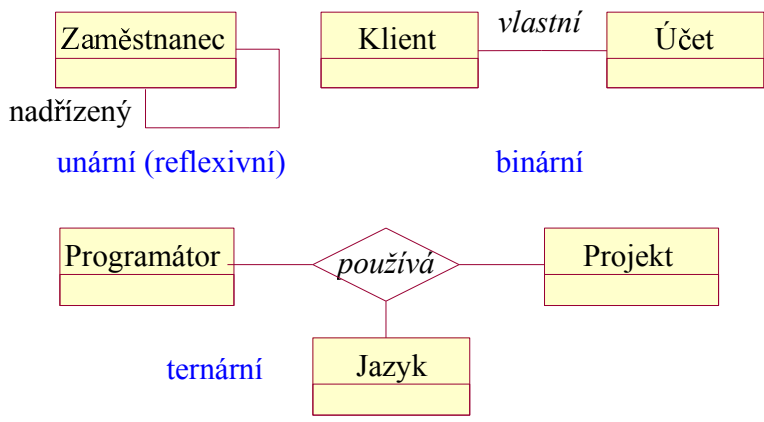 Zaměstnanec
nadřízený
unární (reflexivní)
Klient
vlastní
Účet
binární
Programátor
používá
Projekt
Jazyk
ternární